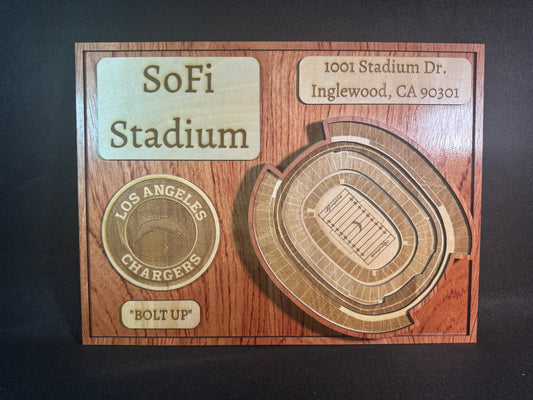 SoFi
Stadium
1001 Stadium Dr.
Inglewood, CA 90301
LOS ANGELES
CHARGERS
"BOLT UP"